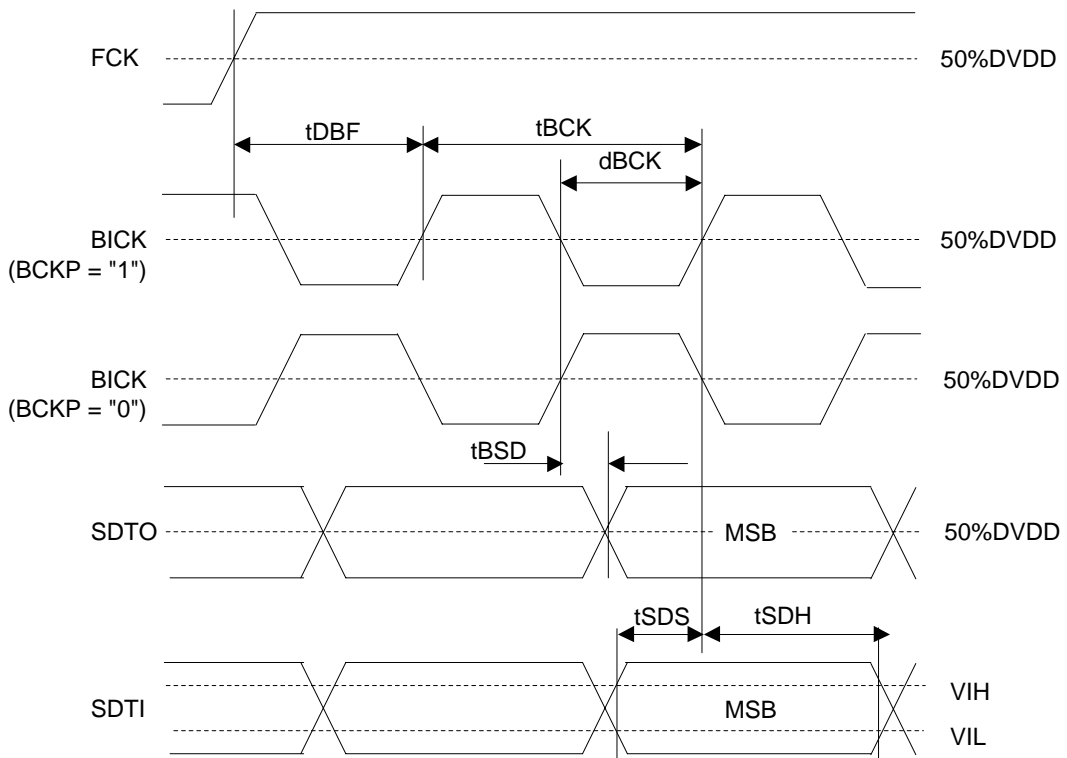 FCK
50%DVDD
tDBF
tBCK
dBCK
BICK
(BCKP = "1")
50%DVDD
BICK
(BCKP = "0")
50%DVDD
tBSD
SDTO
MSB
50%DVDD
tSDS
tSDH
SDTI
MSB
VIH
VIL